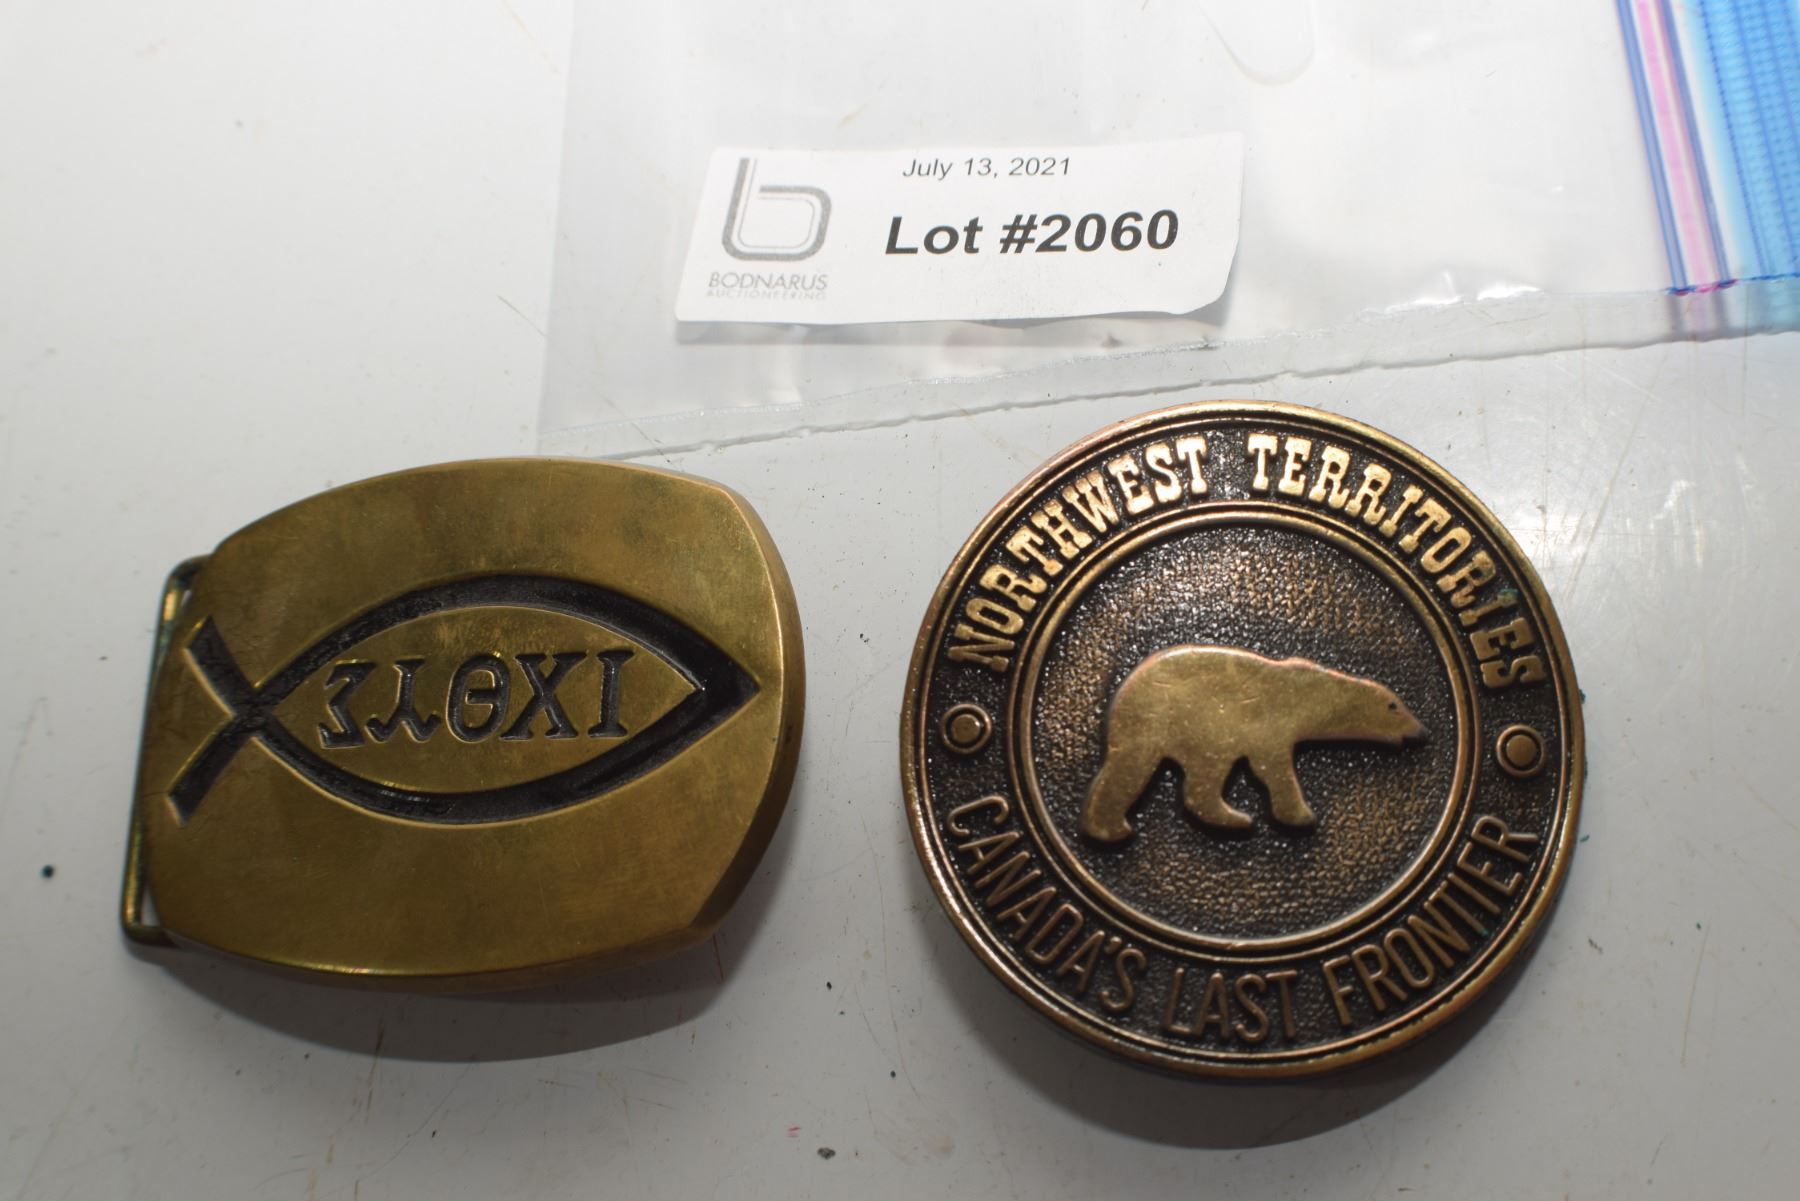 July 13, 2021
Lot #2060
BODNARUS
AUCTIONEERING
ΙΧΘΥΣ
NORTHWEST TERRITORIES
CANADA'S LAST FRONTIER